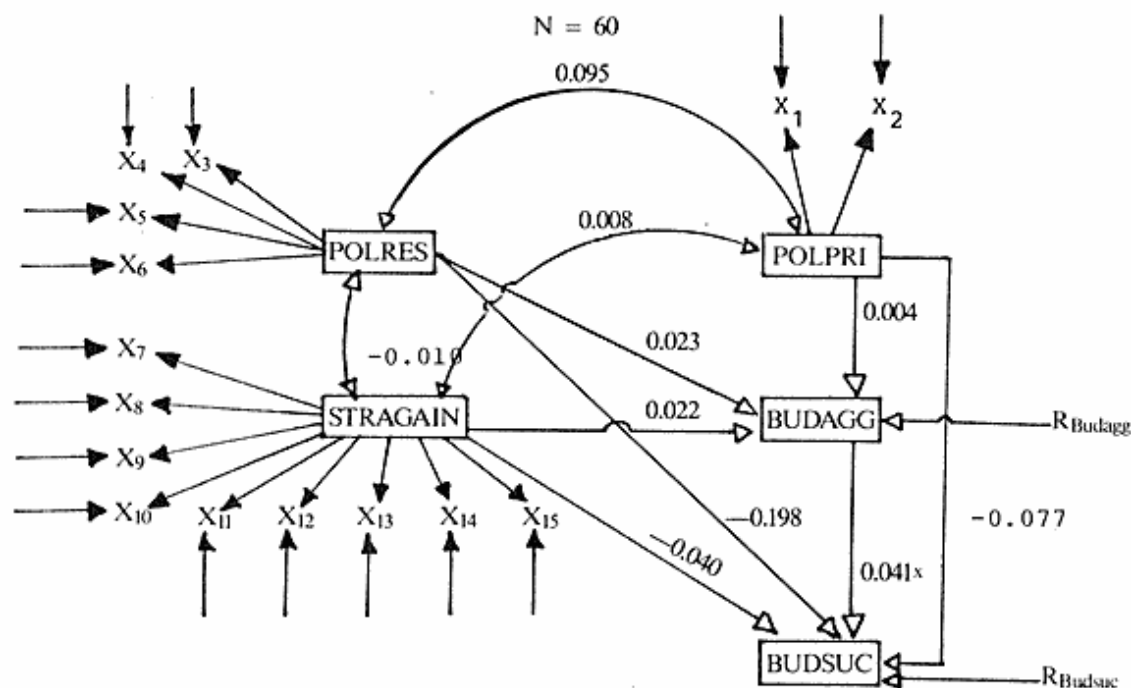 N = 60
0.095
X1 X2
X4 X3
X5
0.008
POLRES POLPRI
X6
0.004
X7
0.023
-0.010
X8
STRAGAIN 0.022 BUDAGG
RBudagg
X9
X10 X11 X12 X13 X14 X15
—0.198 -0.077
—0.040
0.041x
BUDSUC
RBudsuc